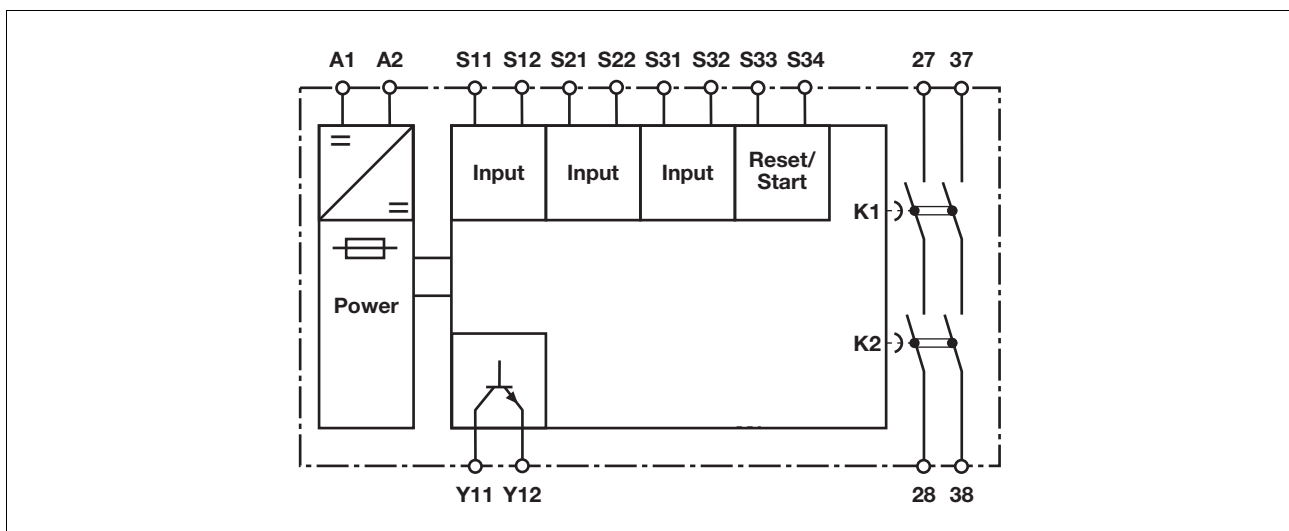 A1 A2 S11 S12 S21 S22 S31 S32 S33 S34 27 37
Input Input Input Reset/
Start
K1
Power
K2
Y11 Y12 28 38